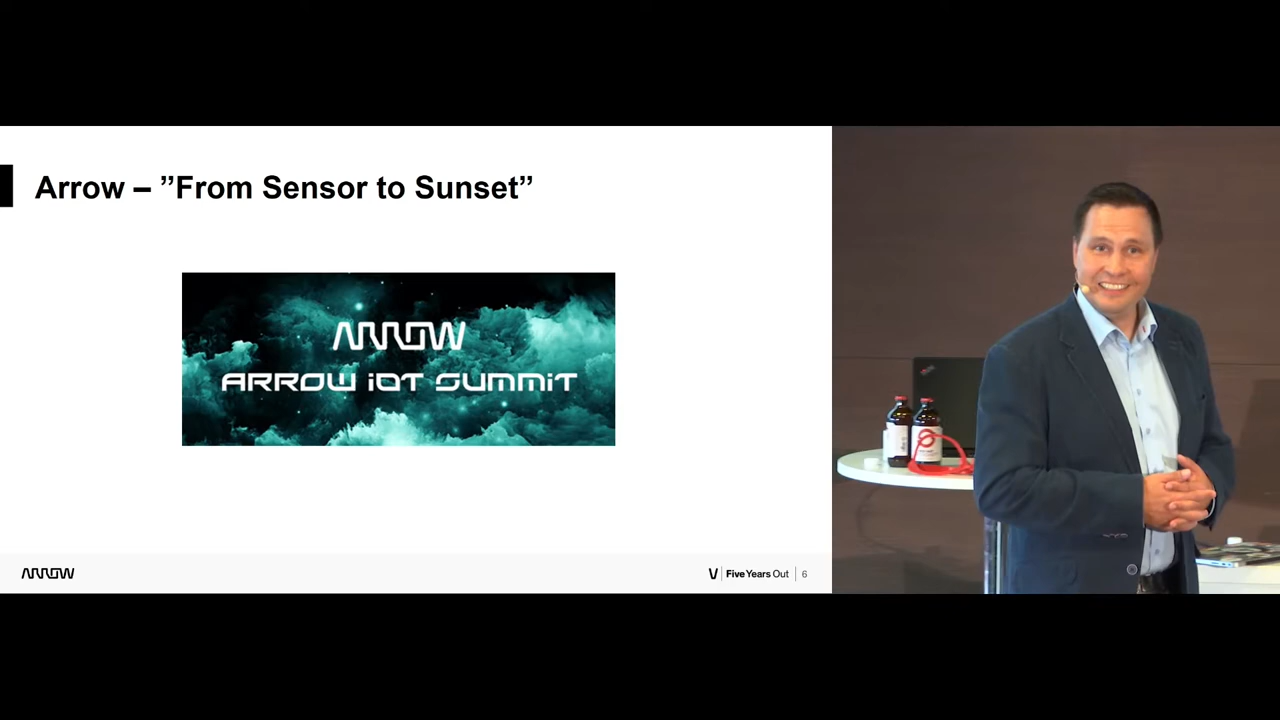 Arrow – ”From Sensor to Sunset”
ARROW
ARROW IOT SUMMIT
ARROW
Five Years Out
6